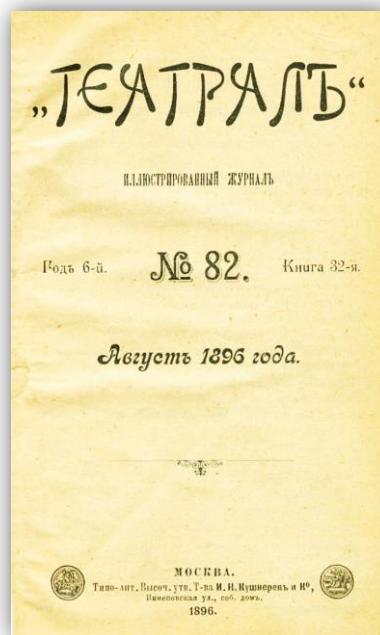 „ТЕАТРАЛЪ“
ИЛЛЮСТРИРОВАННЫЙ ЖУРНАЛЪ
Годъ 6-й. № 82. Книга 32-я.
Августъ 1896 года.
МОСКВА.
Типо-лит. Высоч. утв. Т-ва И. Н. Кушнеревъ и К⁰,
Пименовская ул., соб. домъ.
1896.